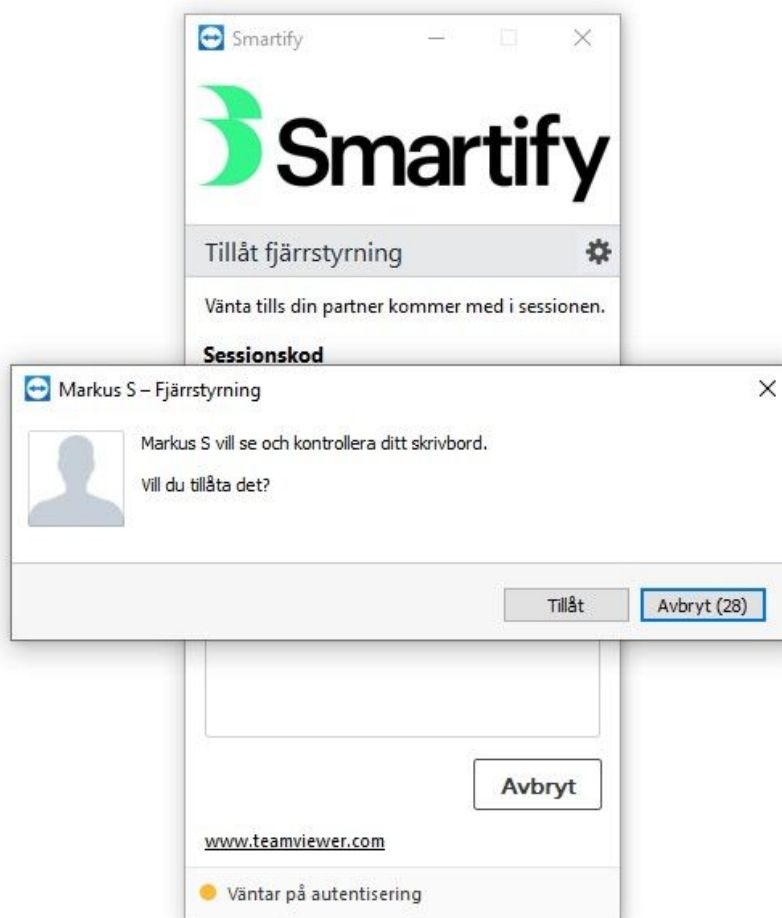 Smartify
Smartify
Tillåt fjärrstyrning
Vänta tills din partner kommer med i sessionen.
Sessionskod
Markus S – Fjärrstyrning
Markus S vill se och kontrollera ditt skrivbord.
Vill du tillåta det?
Tillåt
Avbryt (28)
Avbryt
www.teamviewer.com
Väntar på autentisering